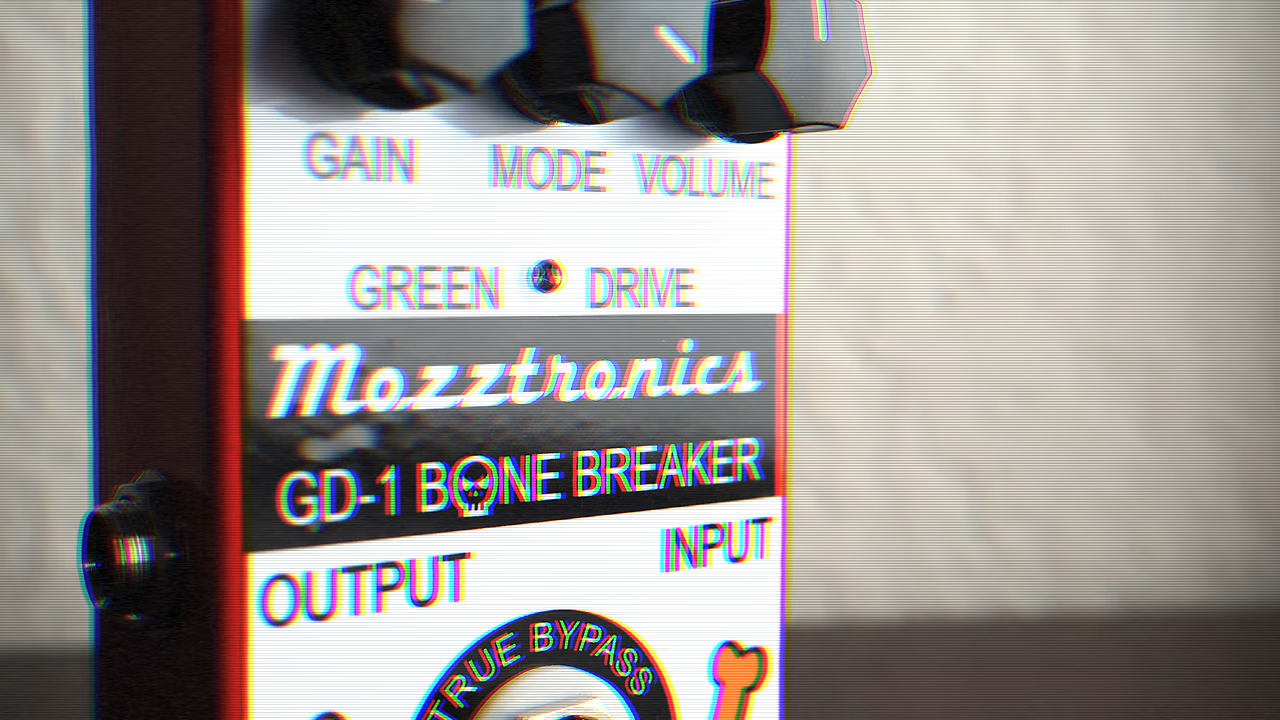 GAIN MODE VOLUME
GREEN DRIVE
Mozztronics
GD-1 BONE BREAKER
OUTPUT INPUT
TRUE BYPASS